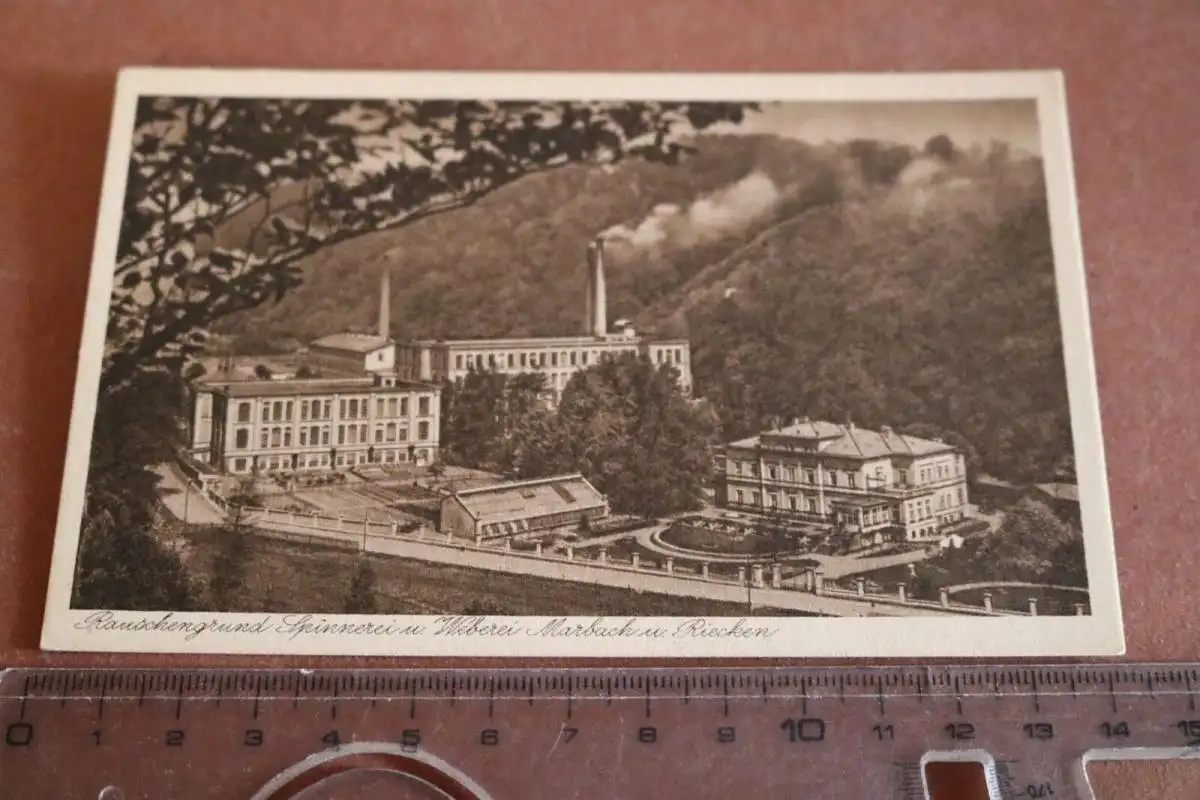 Rauschengrund Spinnerei u. Weberei Marbach u. Riecken
0 1 2 3 4 5 6 7 8 9 10 11 12 13 14 15
170